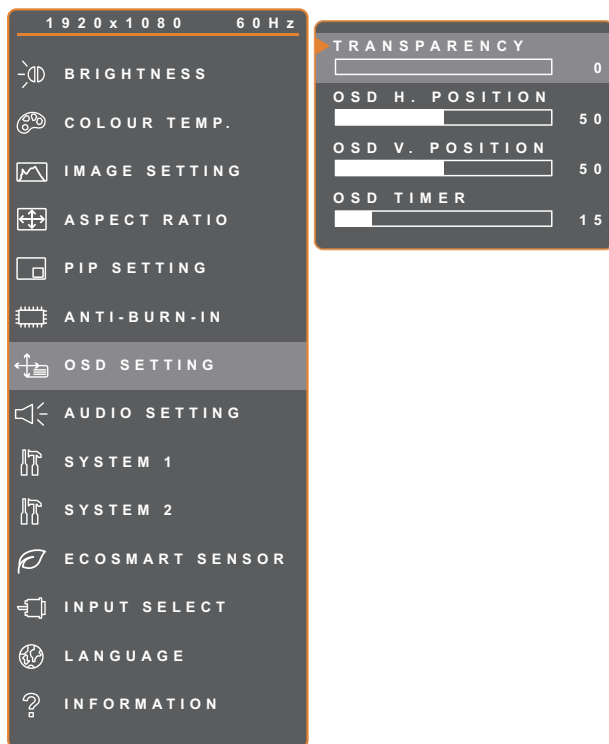 1920x1080 60Hz
BRIGHTNESS
COLOUR TEMP.
IMAGE SETTING
ASPECT RATIO
PIP SETTING
ANTI-BURN-IN
OSD SETTING
AUDIO SETTING
SYSTEM 1
SYSTEM 2
ECOSMART SENSOR
INPUT SELECT
LANGUAGE
INFORMATION
TRANSPARENCY
0
OSD H. POSITION
50
OSD V. POSITION
50
OSD TIMER
15